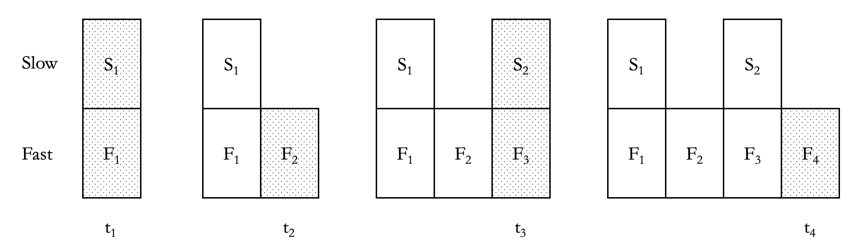 Slow S₁ S₁ S₁ S₂ S₁ S₂
Fast F₁ F₁ F₂ F₁ F₂ F₃ F₁ F₂ F₃ F₄
t₁ t₂ t₃ t₄